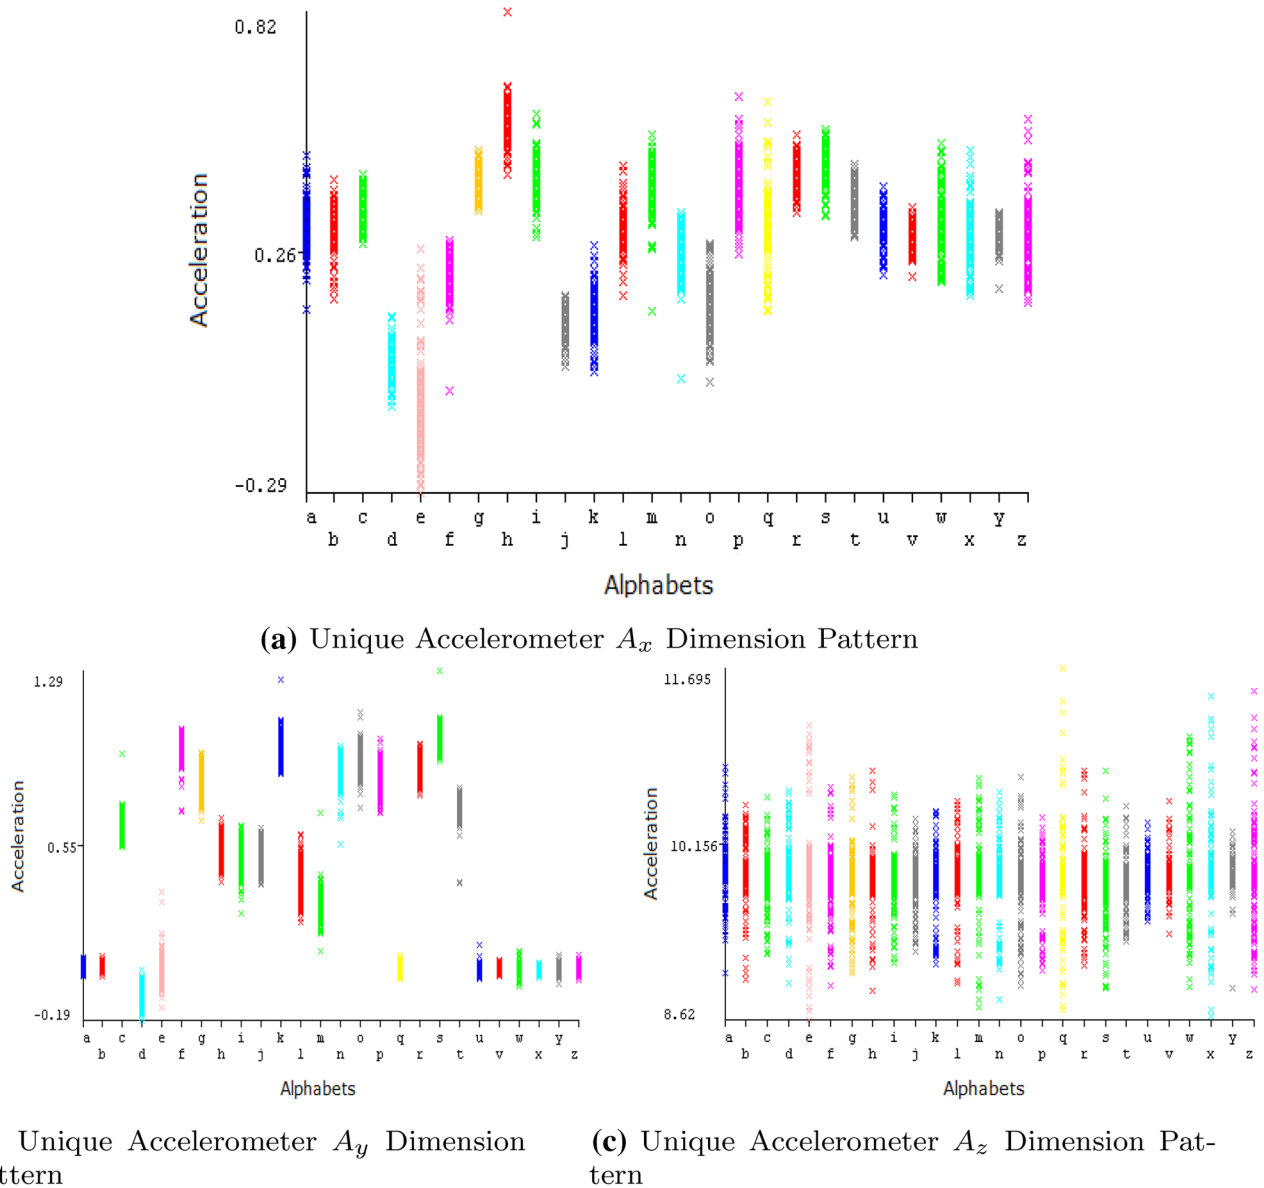 0.82
0.26
-0.29
Acceleration
a c e g i k m o q s u w y
b d f h j l n p r t v x z
Alphabets
(a) Unique Accelerometer Ax Dimension Pattern
1.29
0.55
-0.19
Acceleration
a c e g i k m o q s u w y
b d f h j l n p r t v x z
Alphabets
Unique Accelerometer Ay Dimension
ttern
11.695
10.156
8.62
Acceleration
a c e g i k m o q s u w y
b d f h j l n p r t v x z
Alphabets
(c) Unique Accelerometer Az Dimension Pat-
tern